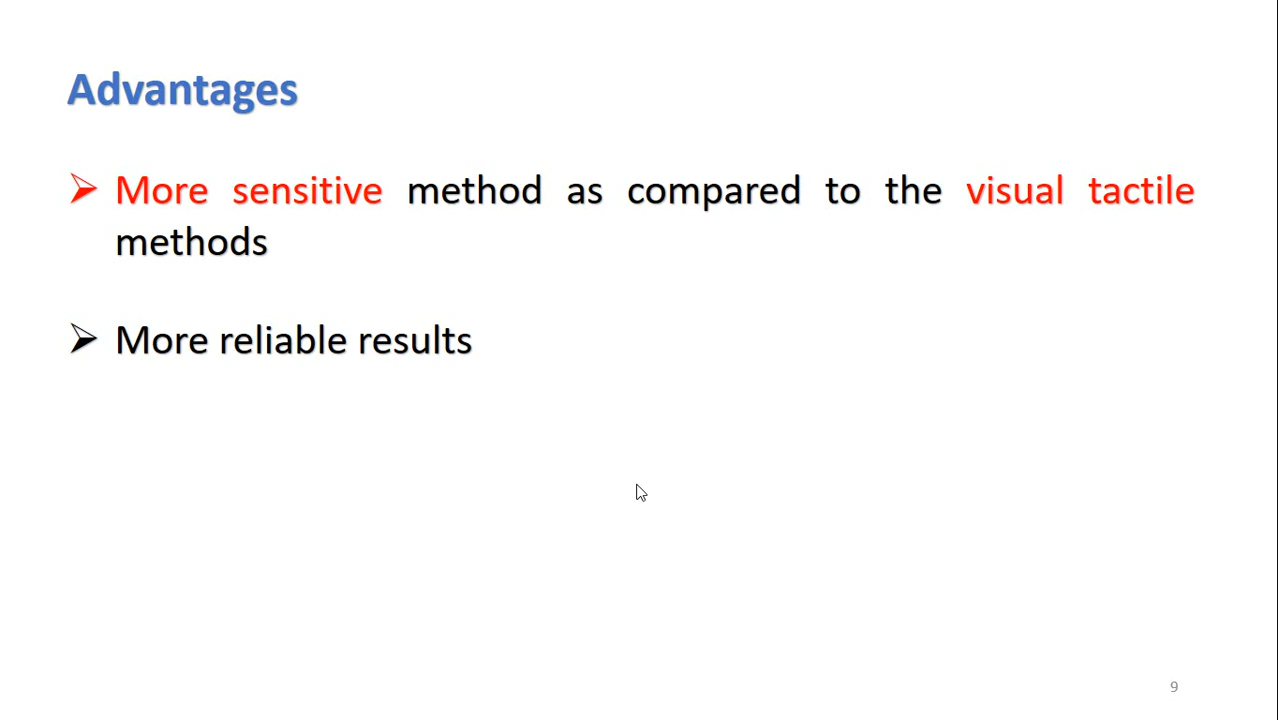 Advantages
More sensitive method as compared to the visual tactile
methods
More reliable results
9